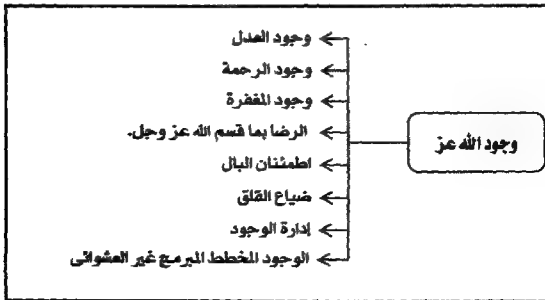 وجود الله عز
وجود العدل
وجود الرحمة
وجود المغفرة
الرضا بما قسم الله عز وجل.
اطمئنان البال
ضياع القلق
إدارة الوجود
الوجود المخطط المبرمج غير العشوائى